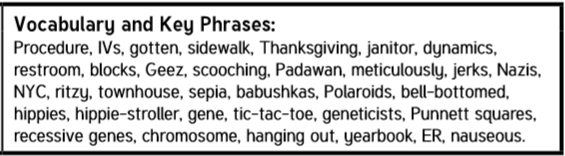 Vocabulary and Key Phrases:
Procedure, IVs, gotten, sidewalk, Thanksgiving, janitor, dynamics,
restroom, blocks, Geez, scooching, Padawan, meticulously, jerks, Nazis,
NYC, ritzy, townhouse, sepia, babushkas, Polaroids, bell-bottomed,
hippies, hippie-stroller, gene, tic-tac-toe, geneticists, Punnett squares,
recessive genes, chromosome, hanging out, yearbook, ER, nauseous.